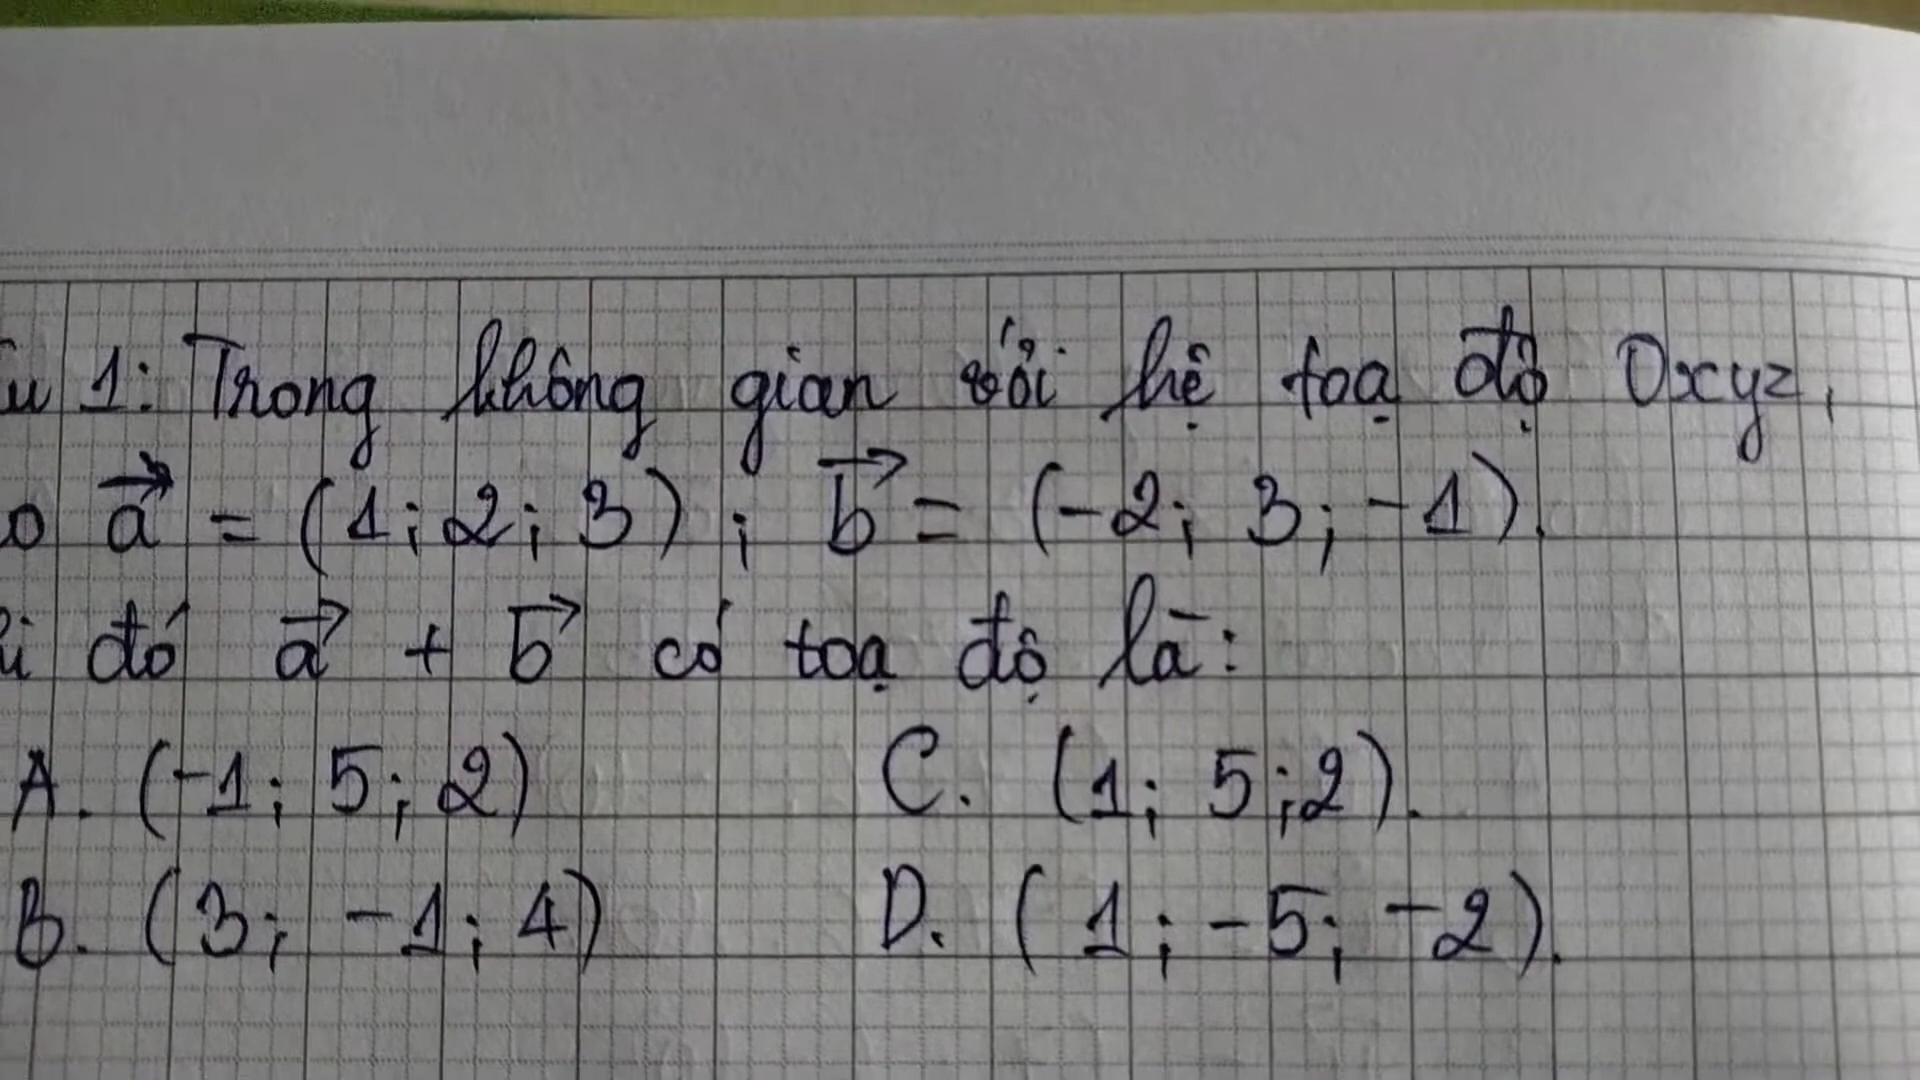 u 1: Trong không gian với hệ toạ độ Oxyz,
o a⃗ = (1; 2; 3) ; b⃗ = (-2; 3; -1).
i đó a⃗ + b⃗ có toạ độ là:
A. (-1; 5; 2) C. (1; 5; 2).
B. (3; -1; 4) D. (1; -5; -2).